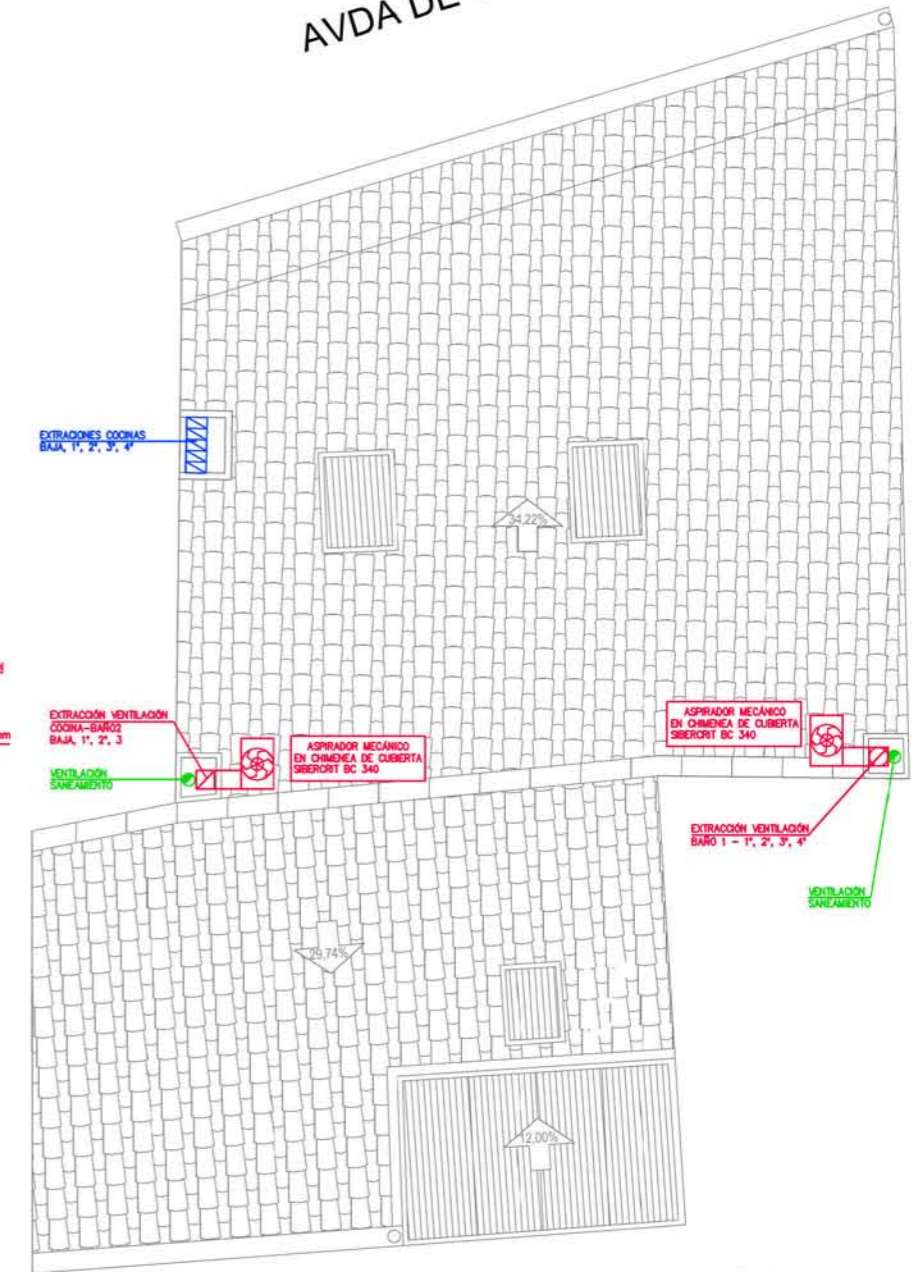 AVDA DE
EXTRACIONES COCINAS
BAJA, 1ª, 2ª, 3ª, 4ª
34,22%
EXTRACCIÓN VENTILACIÓN
COCINA-BAÑO2
BAJA, 1ª, 2ª, 3
VENTILACIÓN
SANEAMIENTO
ASPIRADOR MECÁNICO
EN CHIMENEA DE CUBIERTA
SIBERCRIT BC 340
ASPIRADOR MECÁNICO
EN CHIMENEA DE CUBIERTA
SIBERCRIT BC 340
EXTRACCIÓN VENTILACIÓN
BAÑO 1 - 1ª, 2ª, 3ª, 4ª
VENTILACIÓN
SANEAMIENTO
29,74%
12,00%